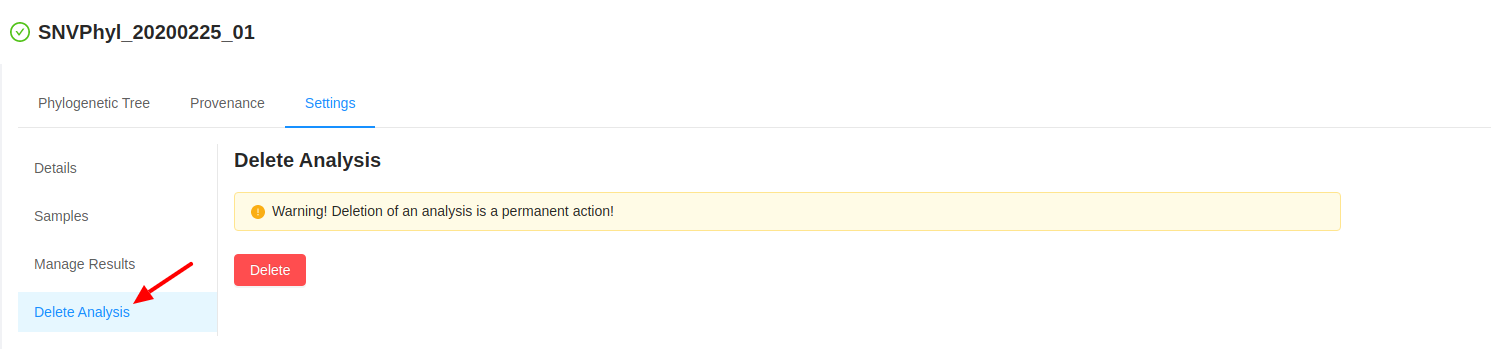 SNVPhyl_20200225_01
Phylogenetic Tree Provenance Settings
Details
Samples
Manage Results
Delete Analysis
Delete Analysis
Warning! Deletion of an analysis is a permanent action!
Delete